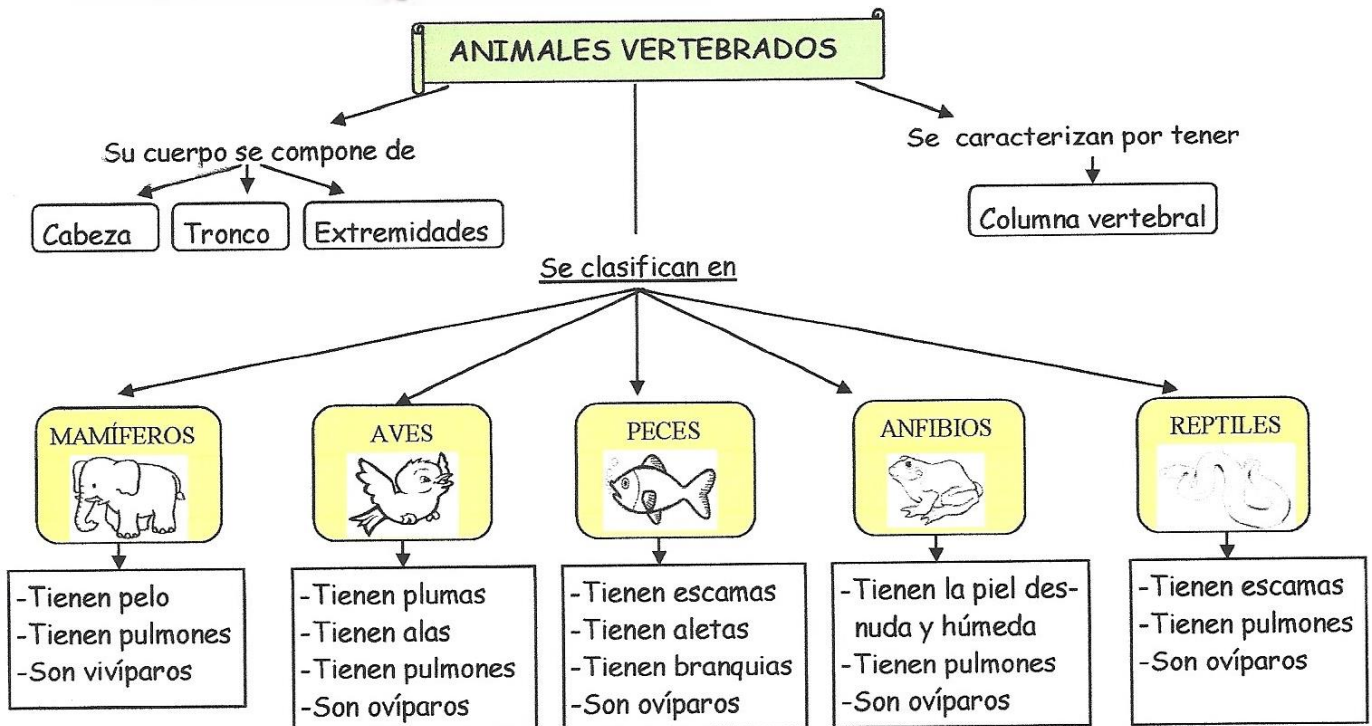 ANIMALES VERTEBRADOS
Su cuerpo se compone de
Cabeza
Tronco
Extremidades
Se caracterizan por tener
Columna vertebral
Se clasifican en
MAMÍFEROS
-Tienen pelo
-Tienen pulmones
-Son vivíparos
AVES
-Tienen plumas
-Tienen alas
-Tienen pulmones
-Son ovíparos
PECES
-Tienen escamas
-Tienen aletas
-Tienen branquias
-Son ovíparos
ANFIBIOS
-Tienen la piel des-
nuda y húmeda
-Tienen pulmones
-Son ovíparos
REPTILES
-Tienen escamas
-Tienen pulmones
-Son ovíparos